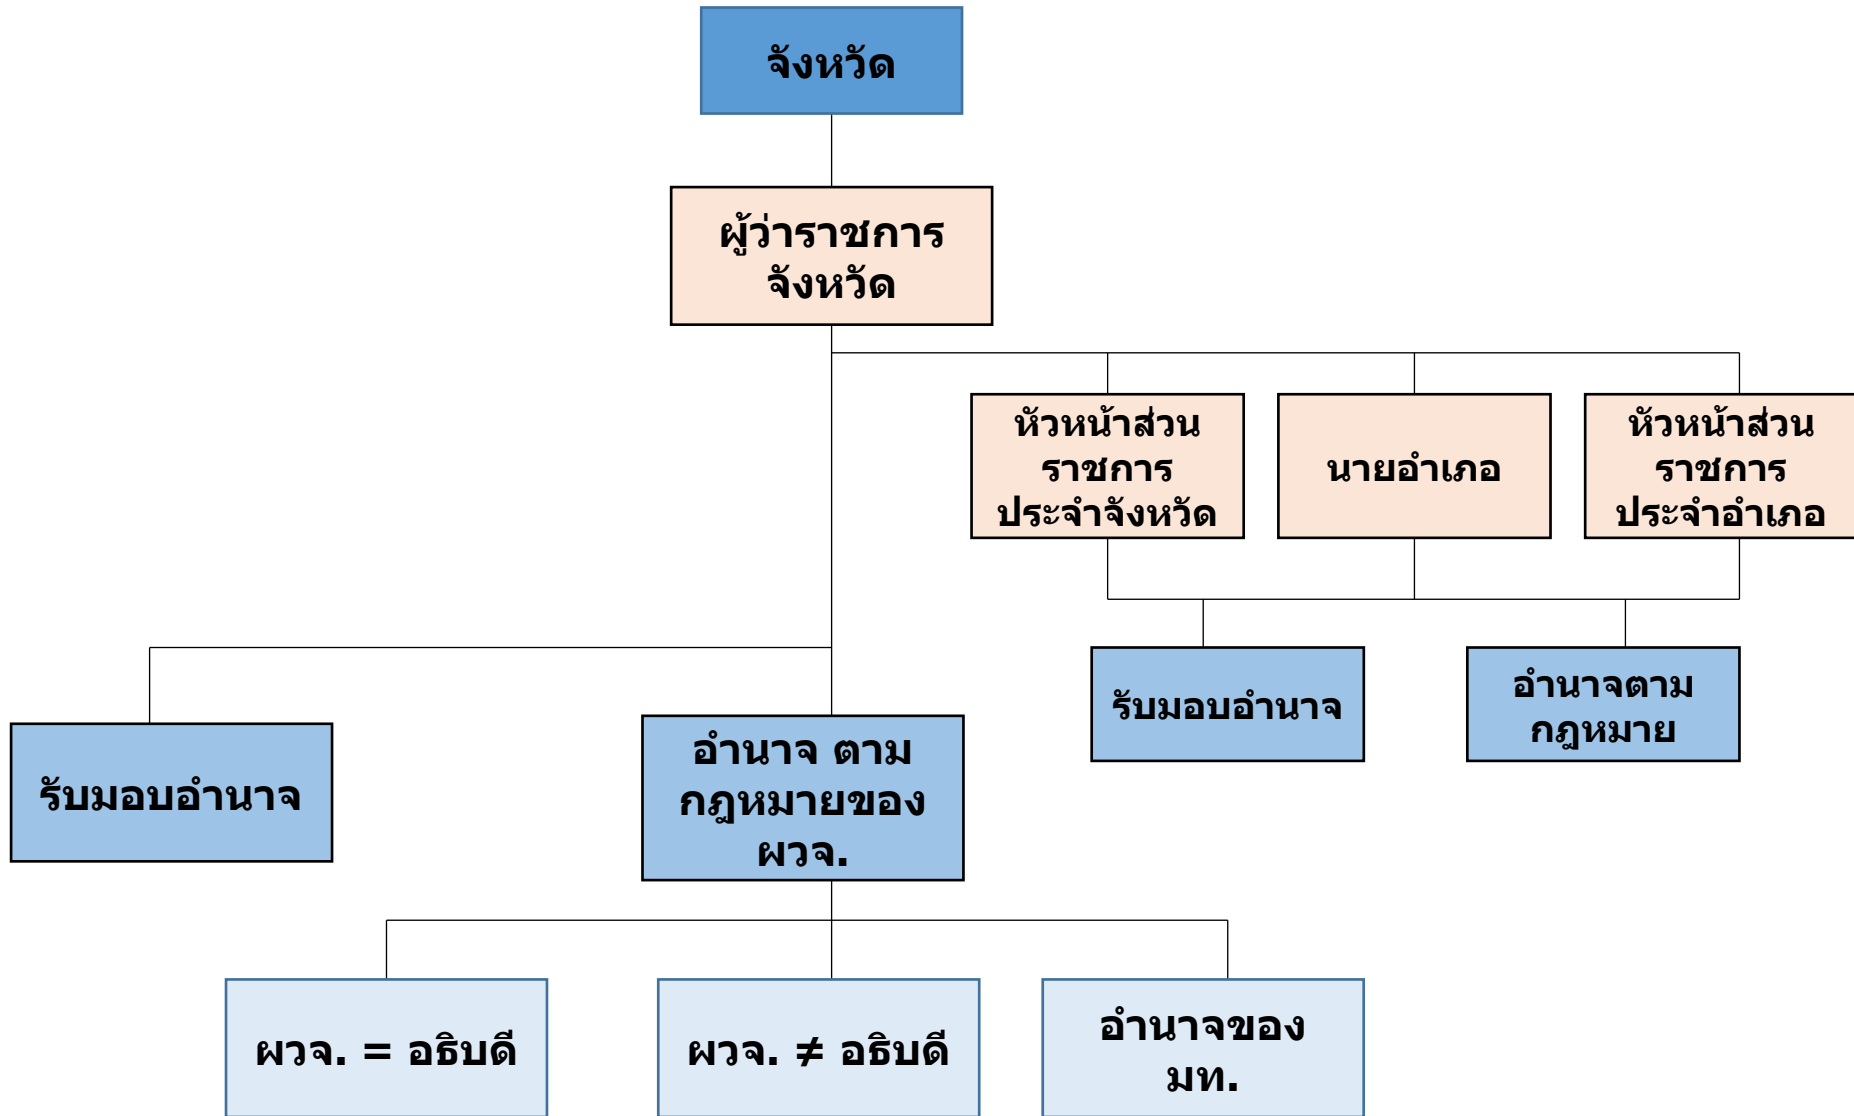 จังหวัด
ผู้ว่าราชการ
จังหวัด
หัวหน้าส่วน
ราชการ
ประจำจังหวัด
นายอำเภอ
หัวหน้าส่วน
ราชการ
ประจำอำเภอ
รับมอบอำนาจ
อำนาจตาม
กฎหมาย
รับมอบอำนาจ
อำนาจ ตาม
กฎหมายของ
ผวจ.
ผวจ. = อธิบดี
ผวจ. ≠ อธิบดี
อำนาจของ
มท.